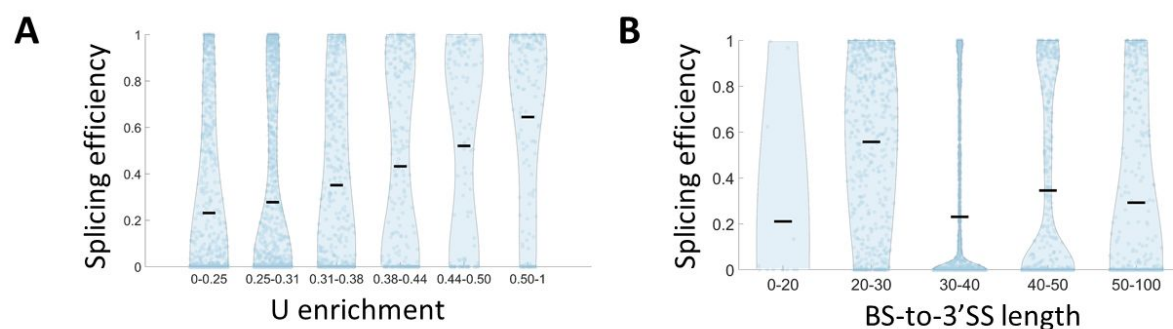 A
Splicing efficiency
1
0.8
0.6
0.4
0.2
0
0-0.25 0.25-0.31 0.31-0.38 0.38-0.44 0.44-0.50 0.50-1
U enrichment
B
Splicing efficiency
1
0.8
0.6
0.4
0.2
0
0-20 20-30 30-40 40-50 50-100
BS-to-3’SS length